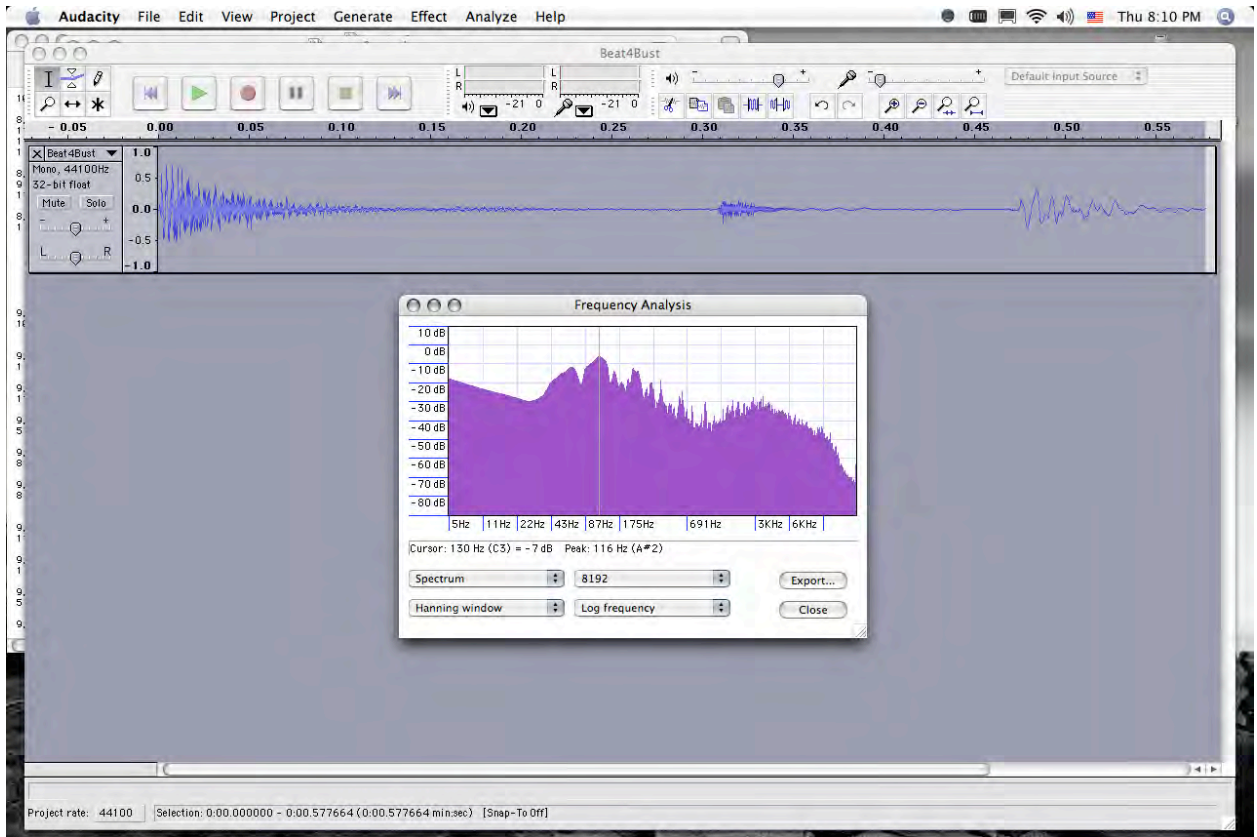 Audacity File Edit View Project Generate Effect Analyze Help Thu 8:10 PM
Beat4Bust
L L
R R
-21 0 -21 0
- + - +
Default Input Source
- 0.05 0.00 0.05 0.10 0.15 0.20 0.25 0.30 0.35 0.40 0.45 0.50 0.55
X Beat4Bust 1.0
Mono, 44100Hz
32-bit float
0.5
Mute Solo
0.0
- +
-0.5
L R
-1.0
Frequency Analysis
10 dB
0 dB
-10 dB
-20 dB
-30 dB
-40 dB
-50 dB
-60 dB
-70 dB
-80 dB
5Hz 11Hz 22Hz 43Hz 87Hz 175Hz 691Hz 3KHz 6KHz
Cursor: 130 Hz (C3) = -7 dB Peak: 116 Hz (A#2)
Spectrum 8192 Export...
Hanning window Log frequency Close
Project rate: 44100 Selection: 0:00.000000 - 0:00.577664 (0:00.577664 min:sec) [Snap-To Off]